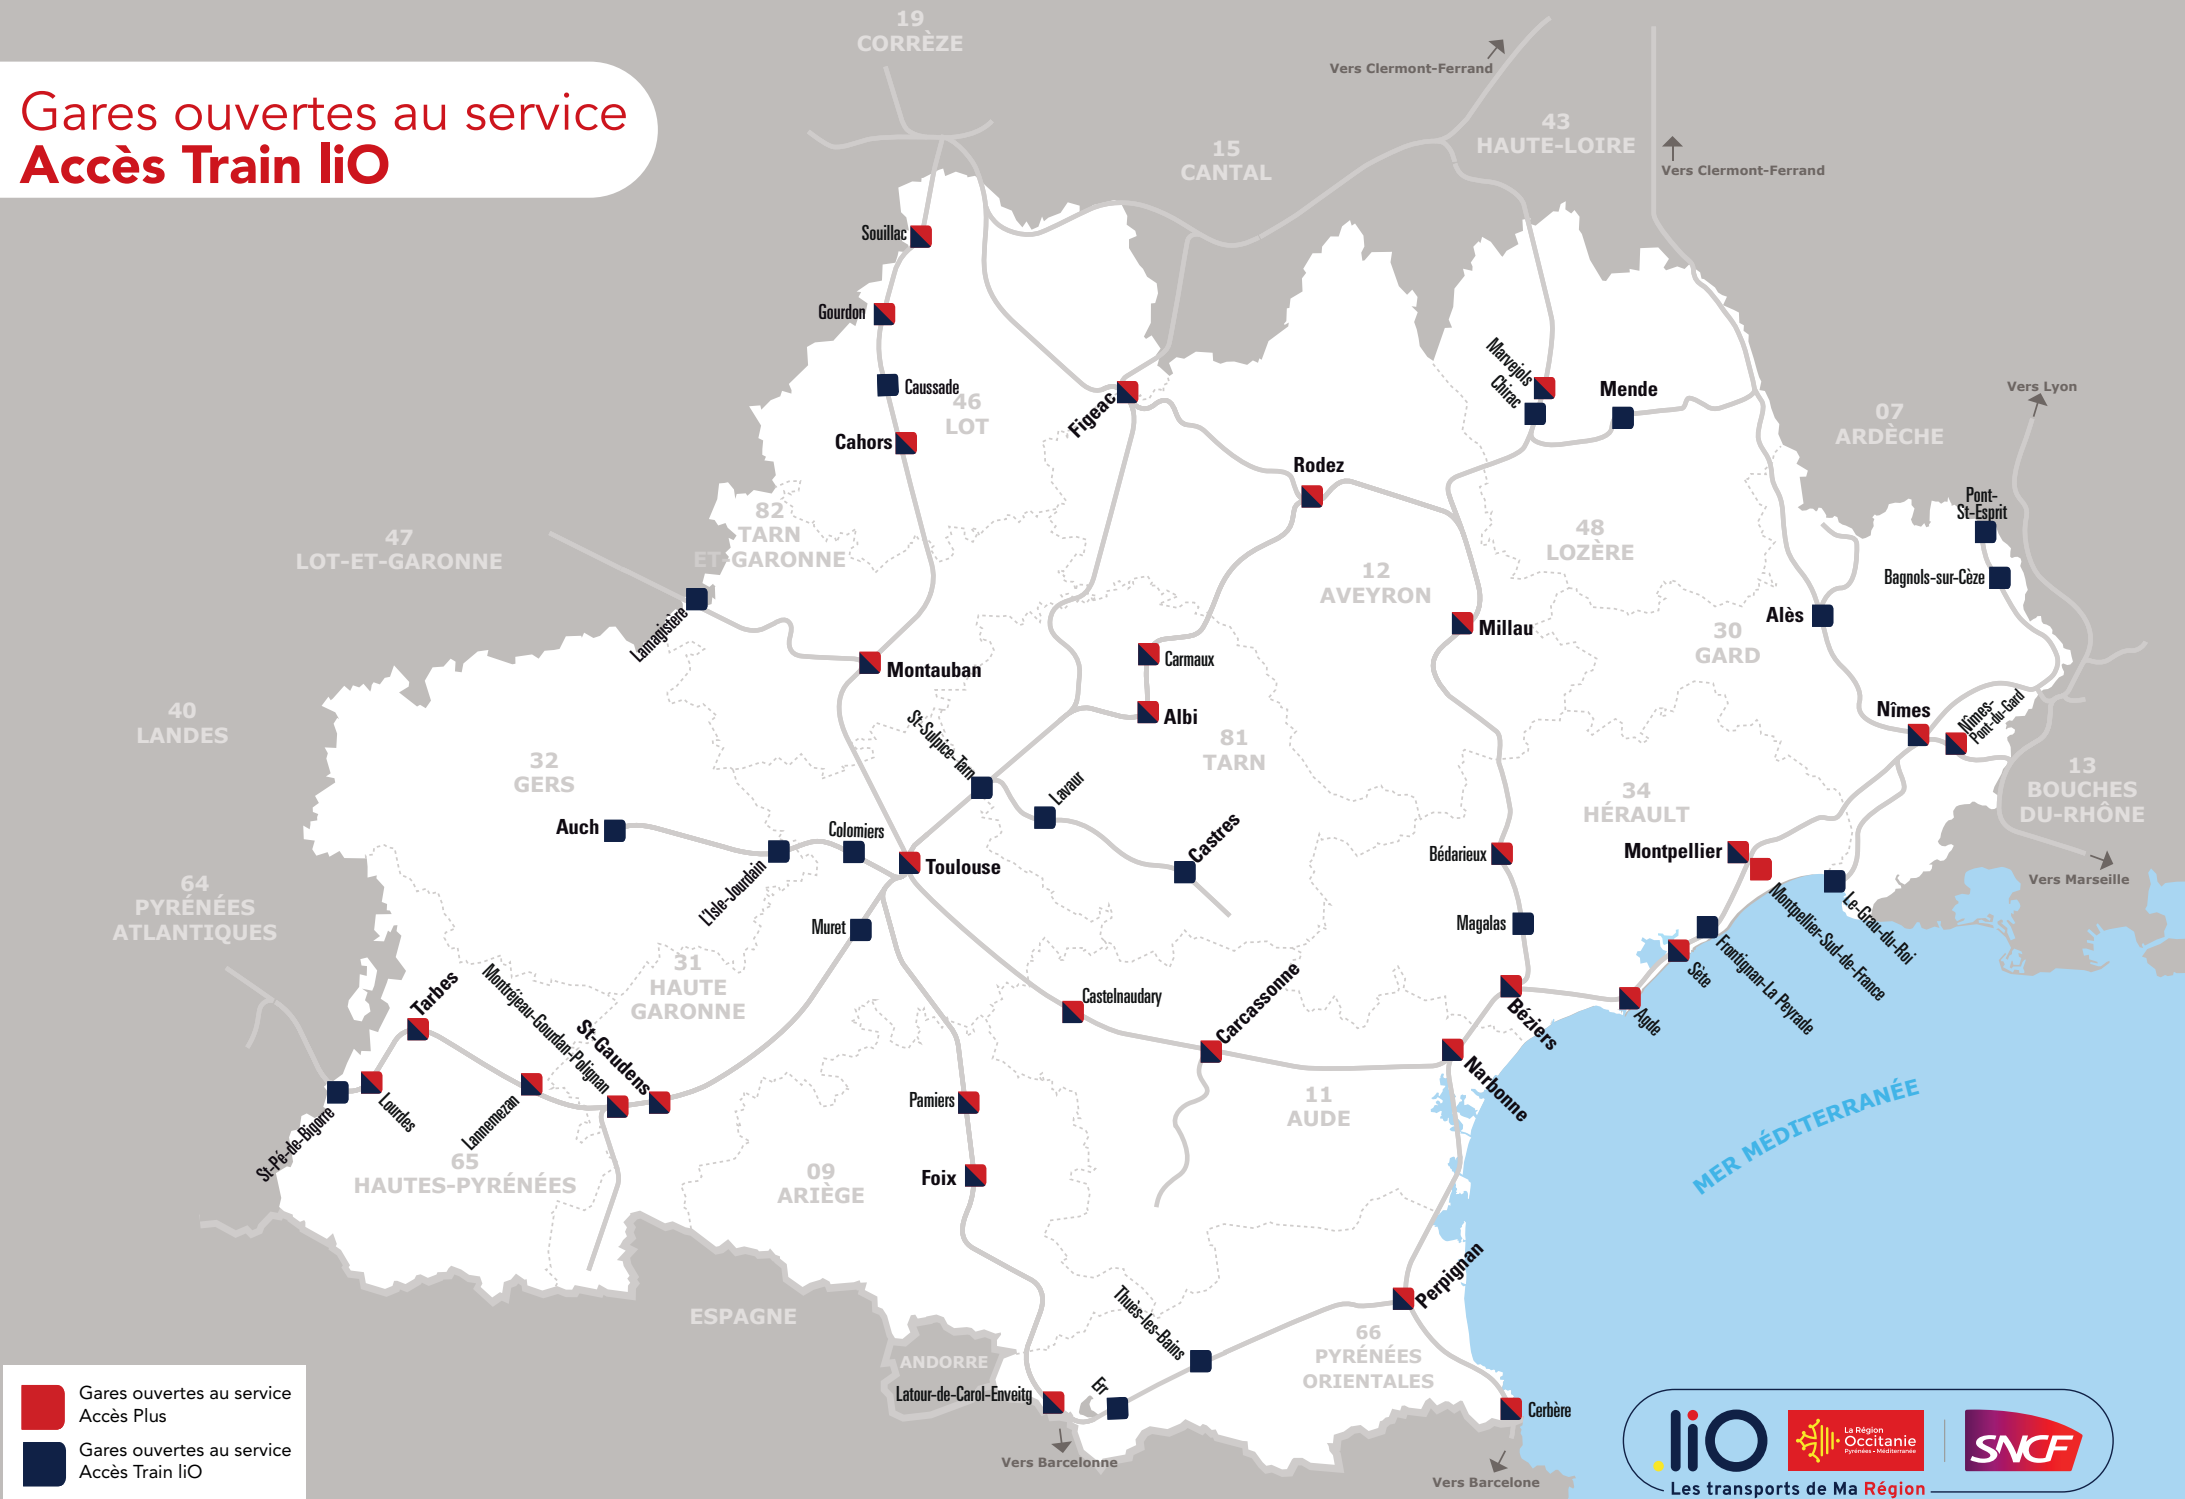 Gares ouvertes au service
Accès Train liO
19
CORRÈZE
Vers Clermont-Ferrand
43
HAUTE-LOIRE
15
CANTAL
Vers Clermont-Ferrand
Souillac
Gourdon
Caussade
46
LOT
Cahors
Figeac
Marvejols
Chirac
Mende
Vers Lyon
07
ARDÈCHE
Rodez
Pont-
St-Esprit
Bagnols-sur-Cèze
82
TARN
ET-GARONNE
47
LOT-ET-GARONNE
48
LOZÈRE
12
AVEYRON
Lamagistère
Alès
30
GARD
Millau
Montauban
Carmaux
Albi
40
LANDES
Nîmes
Nîmes-
Pont-du-Gard
St-Sulpice-Tarn
81
TARN
32
GERS
13
BOUCHES
DU-RHÔNE
34
HÉRAULT
Lavaur
Auch
Colomiers
L'Isle-Jourdain
Toulouse
Castres
Bédarieux
Montpellier
Montpellier-Sud-de-France
Le-Grau-du-Roi
Vers Marseille
64
PYRÉNÉES
ATLANTIQUES
Muret
Magalas
Frontignan-La Peyrade
Sète
31
HAUTE
GARONNE
Tarbes
Montréjeau-Gourdan-Polignan
St-Gaudens
Castelnaudary
Carcassonne
Béziers
Agde
Narbonne
Lourdes
St-Pé-de-Bigorre
Lannemezan
Pamiers
11
AUDE
MER MÉDITERRANÉE
65
HAUTES-PYRÉNÉES
09
ARIÈGE
Foix
Perpignan
Thuès-les-Bains
ESPAGNE
66
PYRÉNÉES
ORIENTALES
ANDORRE
Latour-de-Carol-Enveitg
Err
Cerbère
Vers Barcelonne
Vers Barcelone
Gares ouvertes au service
Accès Plus
Gares ouvertes au service
Accès Train liO
liO
La Région
Occitanie
Pyrénées - Méditerranée
SNCF
Les transports de Ma Région